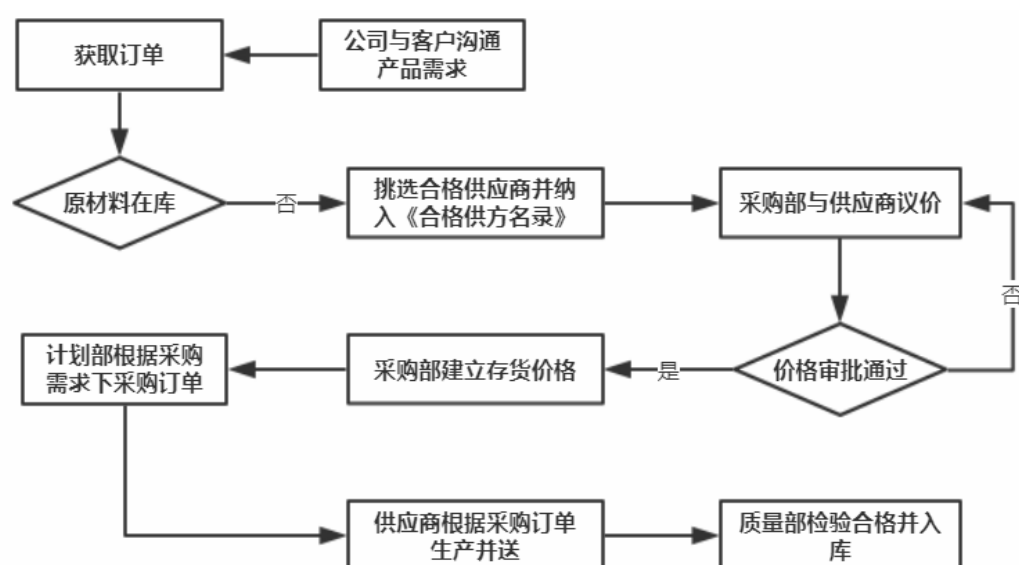 获取订单
公司与客户沟通
产品需求
原材料在库
否
挑选合格供应商并纳
入《合格供方名录》
采购部与供应商议价
否
计划部根据采购
需求下采购订单
采购部建立存货价格
是
价格审批通过
供应商根据采购订单
生产并送
质量部检验合格并入
库